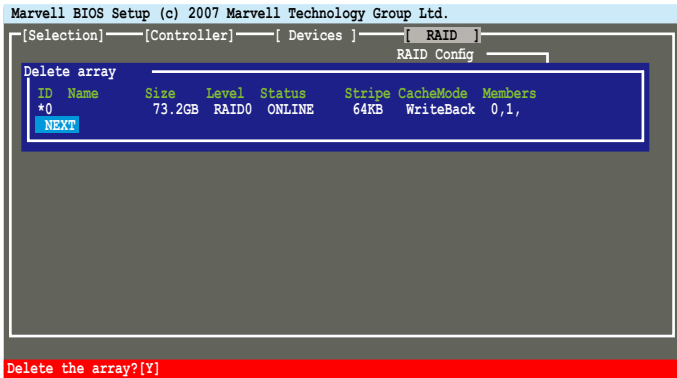 Marvell BIOS Setup (c) 2007 Marvell Technology Group Ltd.
[Selection] [Controller] [ Devices ] [ RAID ]
RAID Config
Delete array
ID Name Size Level Status Stripe CacheMode Members
*0 73.2GB RAID0 ONLINE 64KB WriteBack 0,1,
NEXT
Delete the array?[Y]